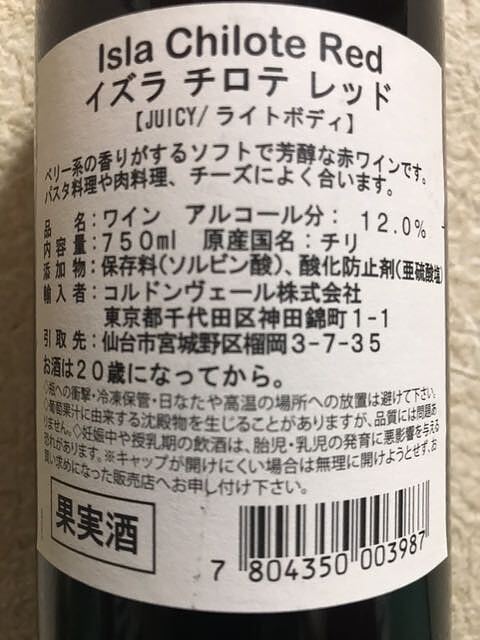 Isla Chilote Red
イズラ チロテ レッド
【JUICY/ライトボディ】
ベリー系の香りがするソフトで芳醇な赤ワインです。
パスタ料理や肉料理、チーズによく合います。
品名：ワイン アルコール分：12.0%
内容量：750ml 原産国名：チリ
添加物：保存料(ソルビン酸)、酸化防止剤(亜硫酸塩)
輸入者：コルドンヴェール株式会社
東京都千代田区神田錦町1-1
引取先：仙台市宮城野区榴岡3-7-35
お酒は20歳になってから。
◇瓶への衝撃・冷凍保管・日なたや高温の場所への放置は避けて下さい。
◇葡萄果汁に由来する沈殿物を生じることがありますが、品質には問題あ
りません。◇妊娠中や授乳期の飲酒は、胎児・乳児の発育に悪影響を与える
恐れがあります。※キャップが開けにくい場合は無理に開けようとせず、お
買い求めになった販売店へお申し付け下さい。
果実酒
7 804350 003987